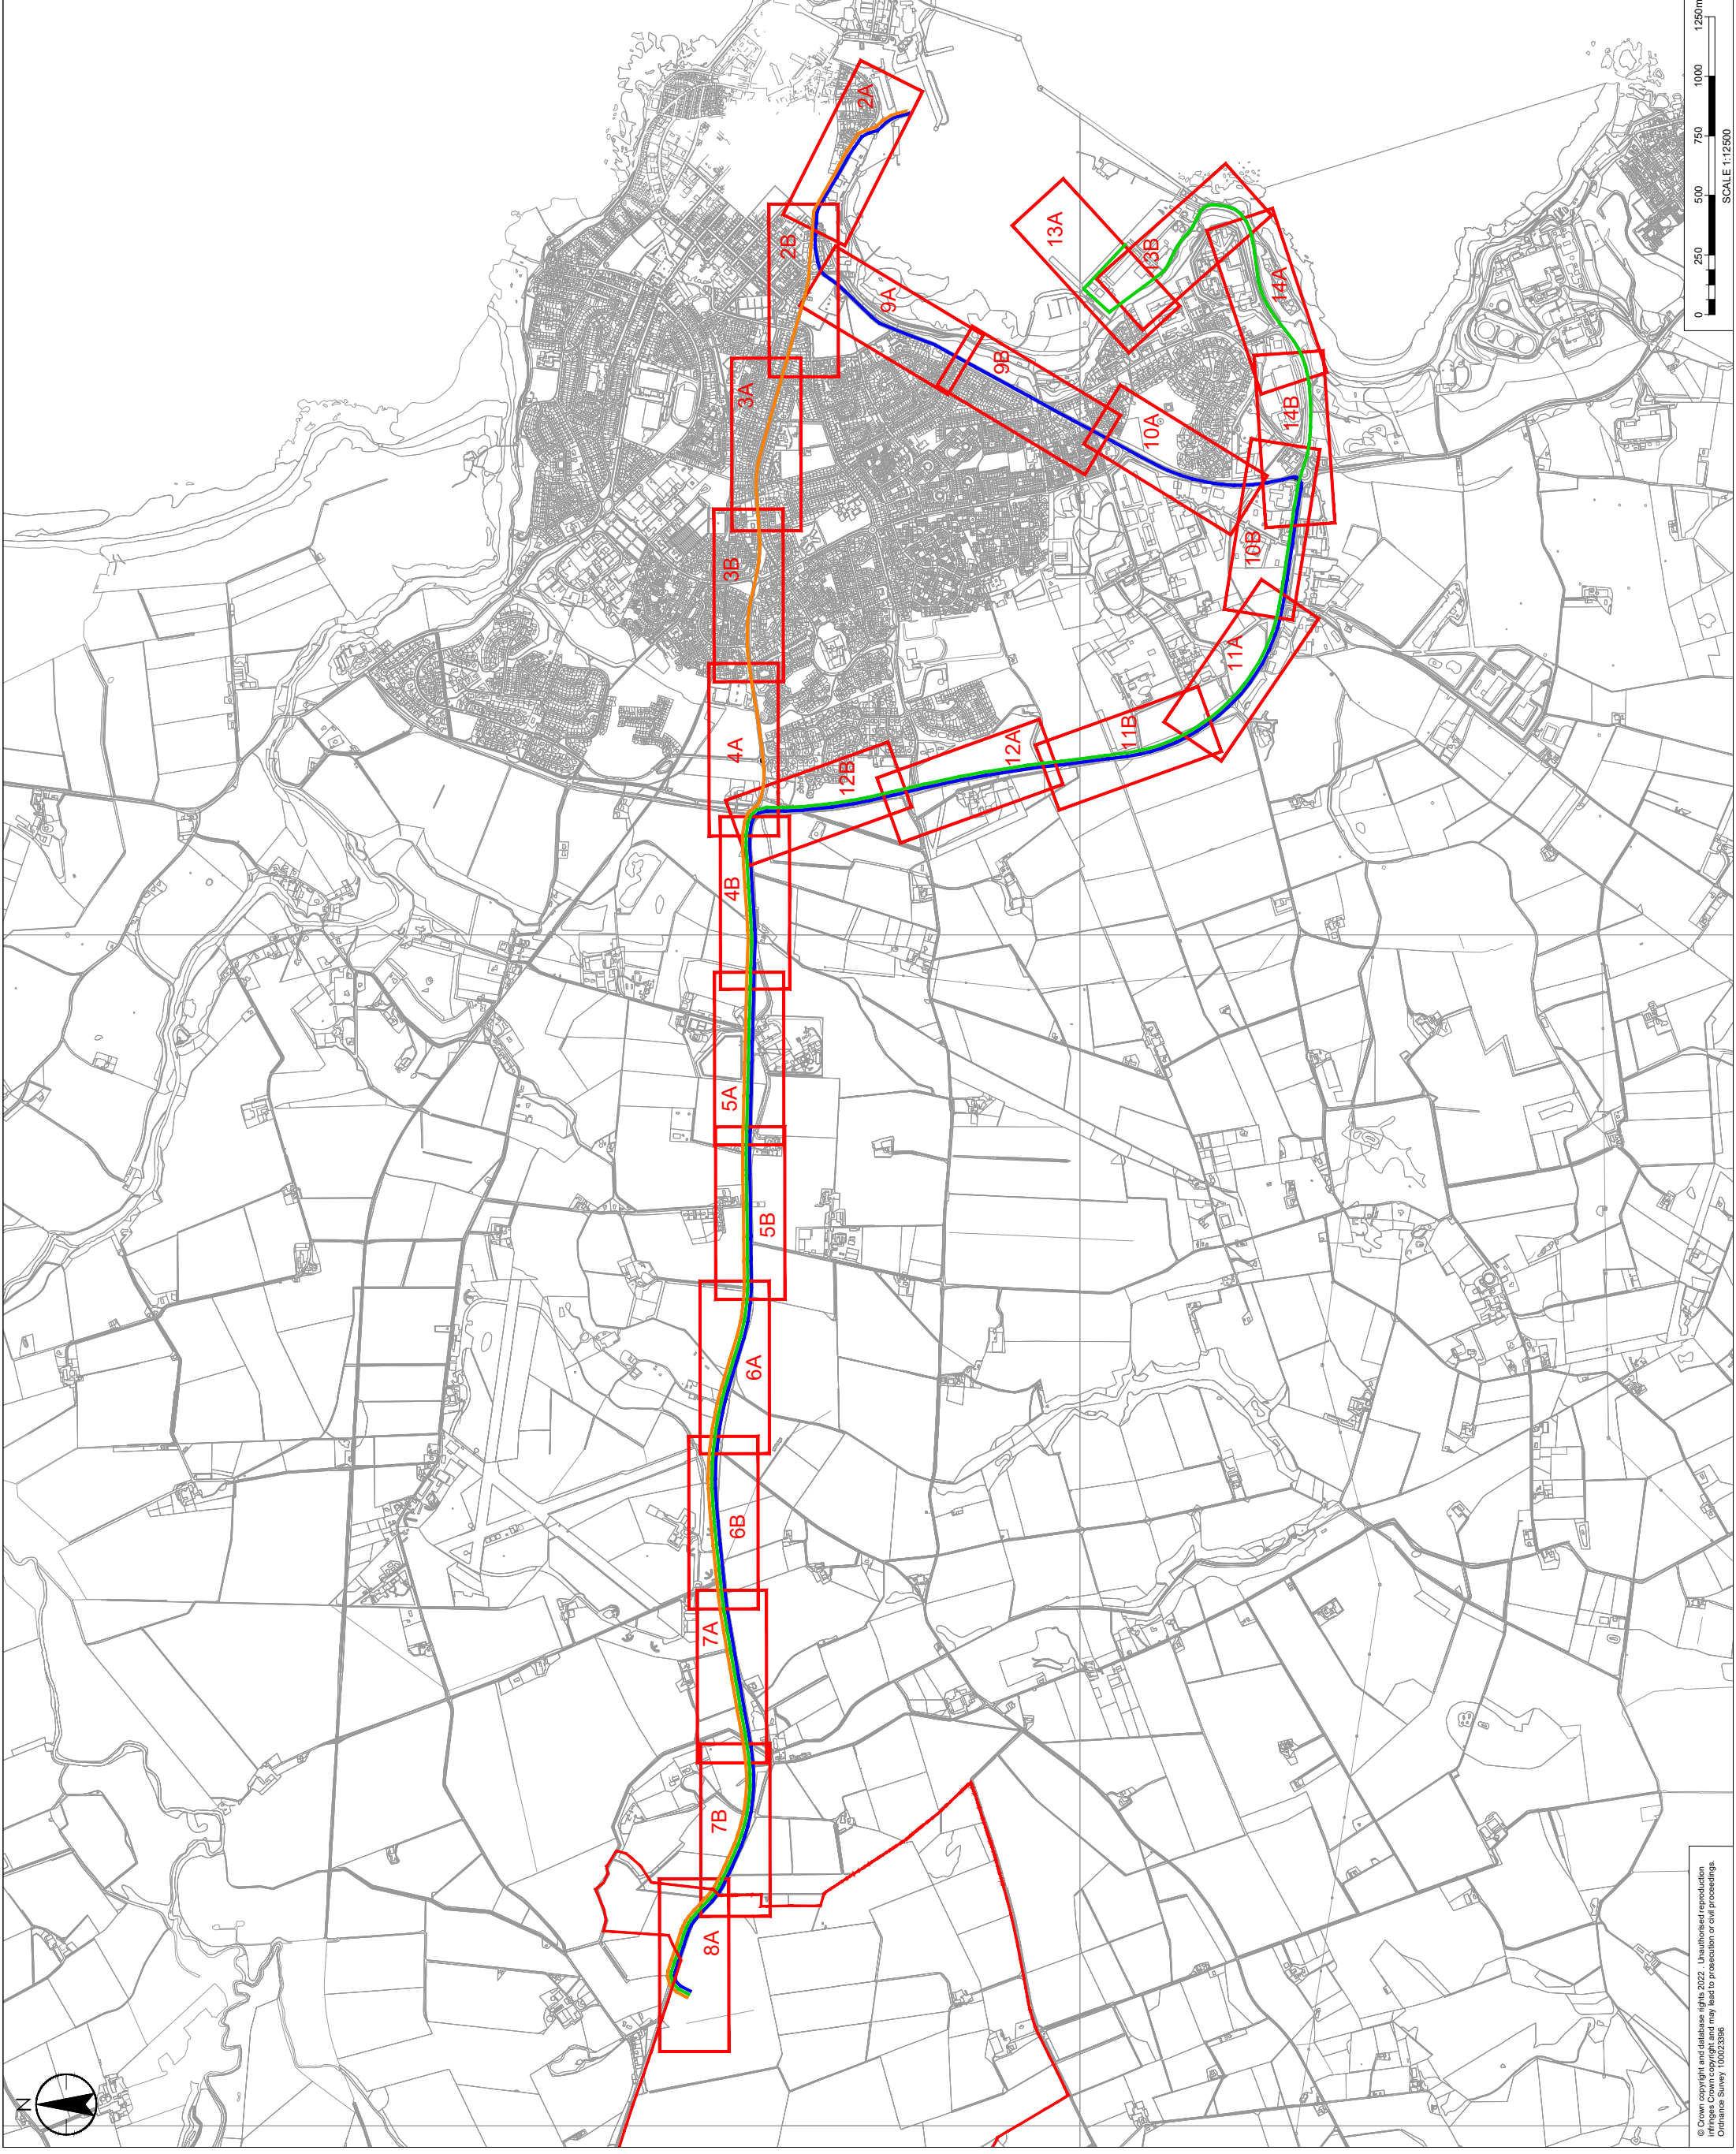 N
2A
2B
3A
3B
4A
4B
5A
5B
6A
6B
7A
7B
8A
9A
9B
10A
10B
11A
11B
12A
12B
13A
13B
14A
14B
0 250 500 750 1000 1250m
SCALE 1:12500
© Crown copyright and database rights 2022 . Unauthorised reproduction
infringes Crown copyright and may lead to prosecution or civil proceedings.
Ordnance Survey 100023396